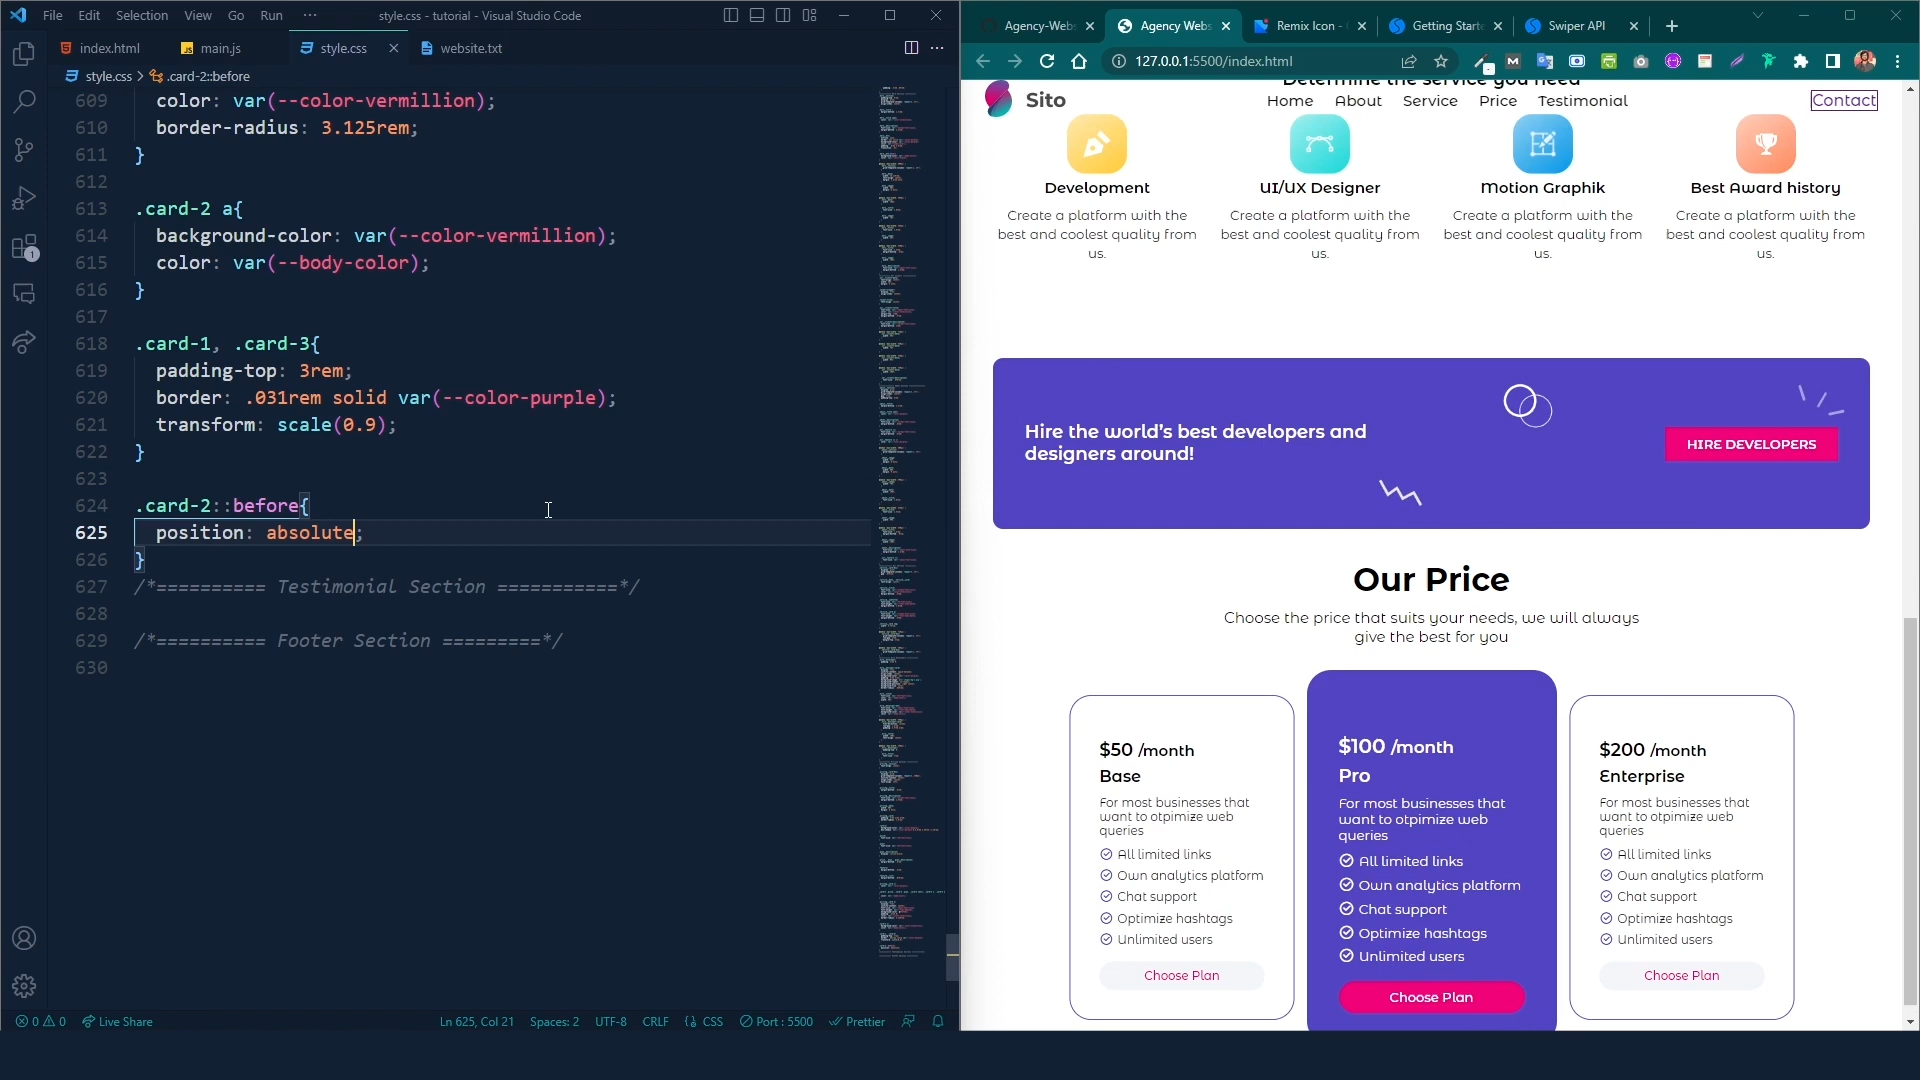 File Edit Selection View Go Run ··· style.css - tutorial - Visual Studio Code
index.html main.js style.css website.txt
style.css > .card-2::before
609 color: var(--color-vermillion);
610 border-radius: 3.125rem;
611 }
612
613 .card-2 a{
614 background-color: var(--color-vermillion);
615 color: var(--body-color);
616 }
617
618 .card-1, .card-3{
619 padding-top: 3rem;
620 border: .031rem solid var(--color-purple);
621 transform: scale(0.9);
622 }
623
624 .card-2::before{
625 position: absolute;
626 }
627 /*========== Testimonial Section ===========*/
628
629 /*========== Footer Section =========*/
630
1
0 0 Live Share Ln 625, Col 21 Spaces: 2 UTF-8 CRLF {} CSS Port : 5500 Prettier
Agency-Webs Agency Webs Remix Icon - Getting Starte Swiper API
127.0.0.1:5500/index.html
Determine the service you need
Sito Home About Service Price Testimonial Contact
Development UI/UX Designer Motion Graphik Best Award history
Create a platform with the Create a platform with the Create a platform with the Create a platform with the
best and coolest quality from best and coolest quality from best and coolest quality from best and coolest quality from
us. us. us. us.
Hire the world's best developers and
designers around!
HIRE DEVELOPERS
Our Price
Choose the price that suits your needs, we will always
give the best for you
$50 /month
Base
For most businesses that
want to otpimize web
queries
All limited links
Own analytics platform
Chat support
Optimize hashtags
Unlimited users
Choose Plan
$100 /month
Pro
For most businesses that
want to otpimize web
queries
All limited links
Own analytics platform
Chat support
Optimize hashtags
Unlimited users
Choose Plan
$200 /month
Enterprise
For most businesses that
want to otpimize web
queries
All limited links
Own analytics platform
Chat support
Optimize hashtags
Unlimited users
Choose Plan